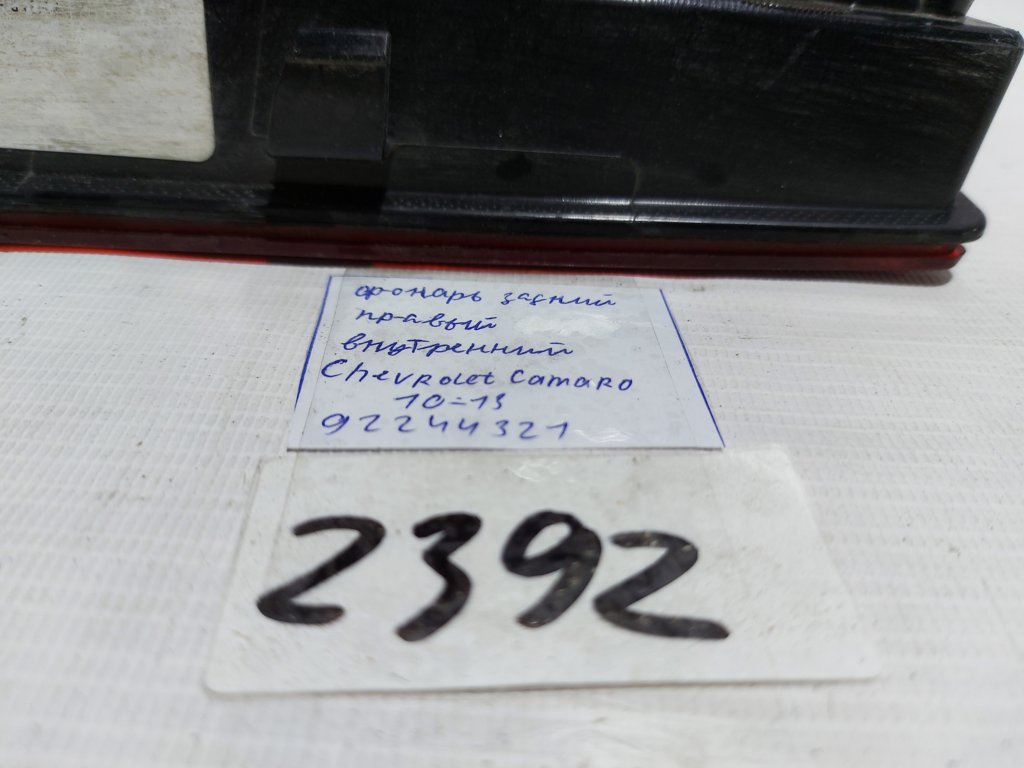 фонарь задний
правый
внутренний
Chevrolet Camaro
10-13
92244321
2392